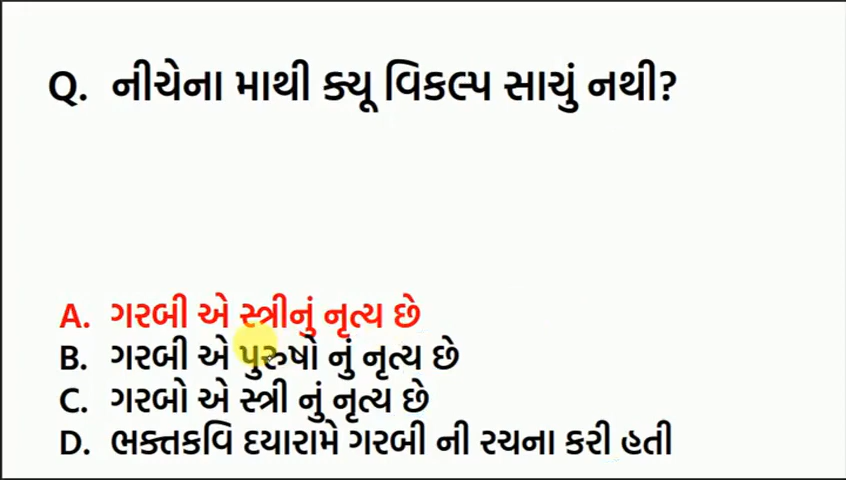 Q. નીચેના માથી ક્યૂ વિકલ્પ સાચું નથી?
A. ગરબી એ સ્ત્રીનું નૃત્ય છે
B. ગરબી એ પુરુષો નું નૃત્ય છે
C. ગરબો એ સ્ત્રી નું નૃત્ય છે
D. ભક્તકવિ દયારામે ગરબી ની રચના કરી હતી